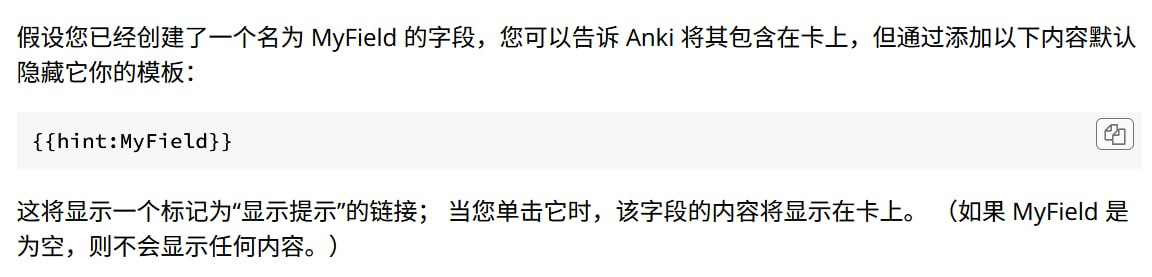 假设您已经创建了一个名为 MyField 的字段，您可以告诉 Anki 将其包含在卡上，但通过添加以下内容默认
隐藏它你的模板：
{{hint:MyField}}
这将显示一个标记为“显示提示”的链接； 当您单击它时，该字段的内容将显示在卡上。 （如果 MyField 是
为空，则不会显示任何内容。）